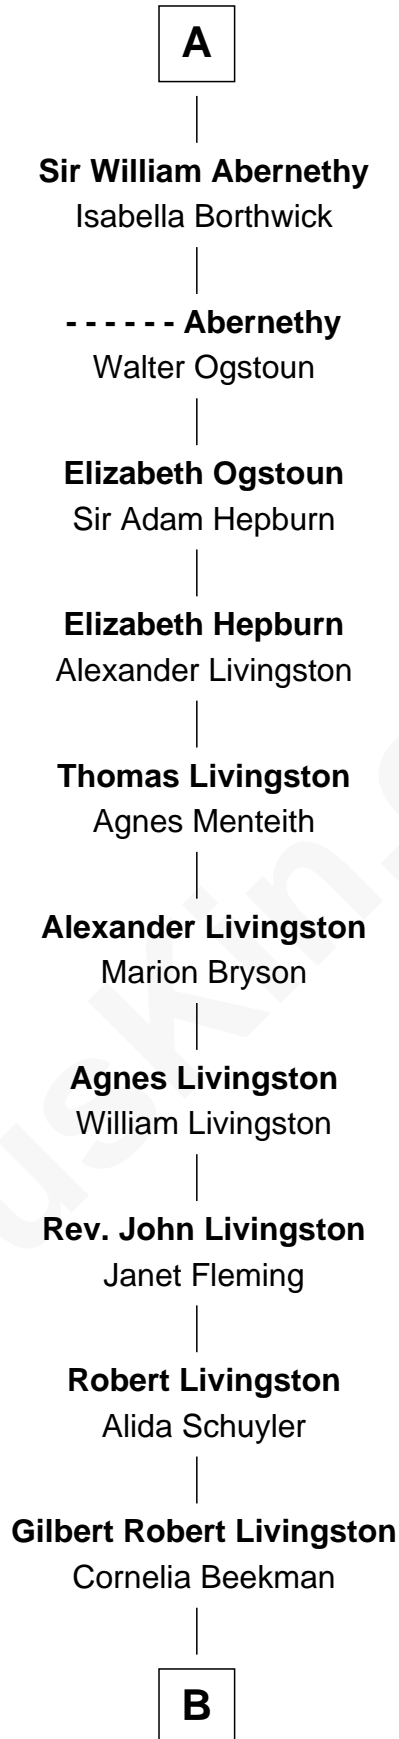 A
Sir William Abernethy
Isabella Borthwick
- - - - - - Abernethy
Walter Ogstoun
Elizabeth Ogstoun
Sir Adam Hepburn
Elizabeth Hepburn
Alexander Livingston
Thomas Livingston
Agnes Menteith
Alexander Livingston
Marion Bryson
Agnes Livingston
William Livingston
Rev. John Livingston
Janet Fleming
Robert Livingston
Alida Schuyler
Gilbert Robert Livingston
Cornelia Beekman
B